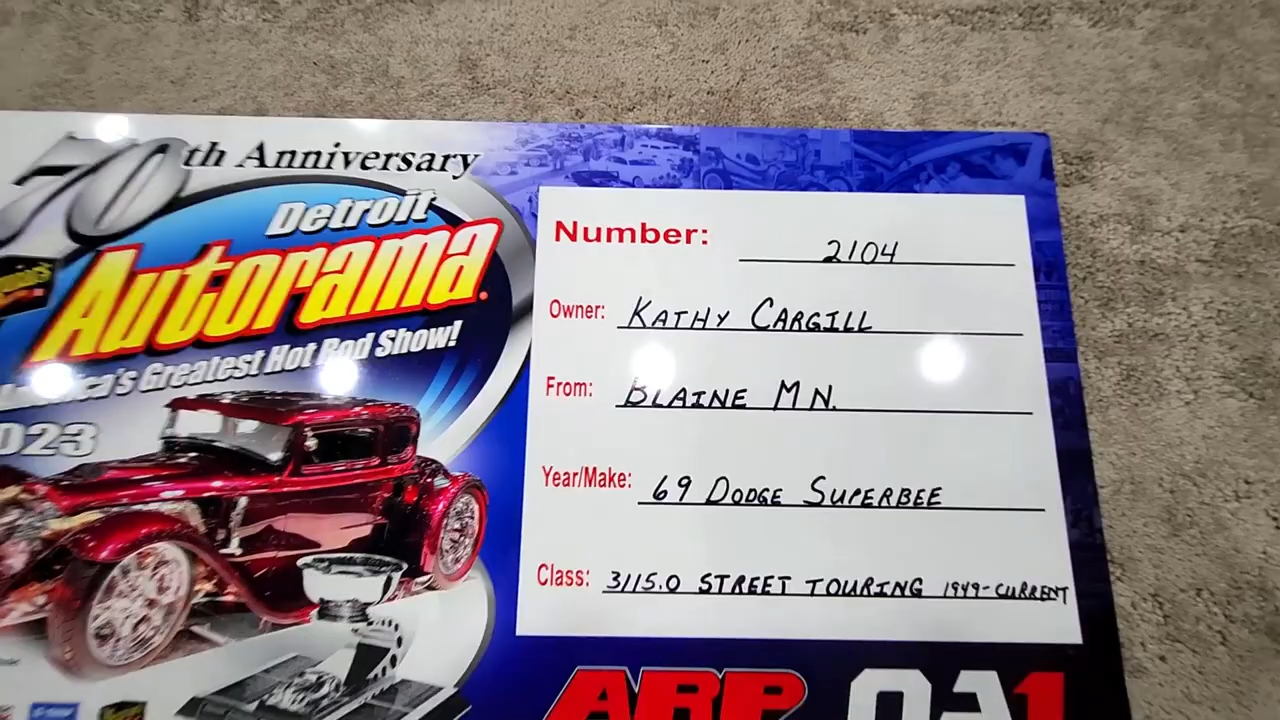 70th Anniversary
Detroit
Autorama
America's Greatest Hot Rod Show!
2023
Number: 2104
Owner: KATHY CARGILL
From: BLAINE MN.
Year/Make: 69 DODGE SUPERBEE
Class: 3115.0 STREET TOURING 1949-CURRENT
ARP